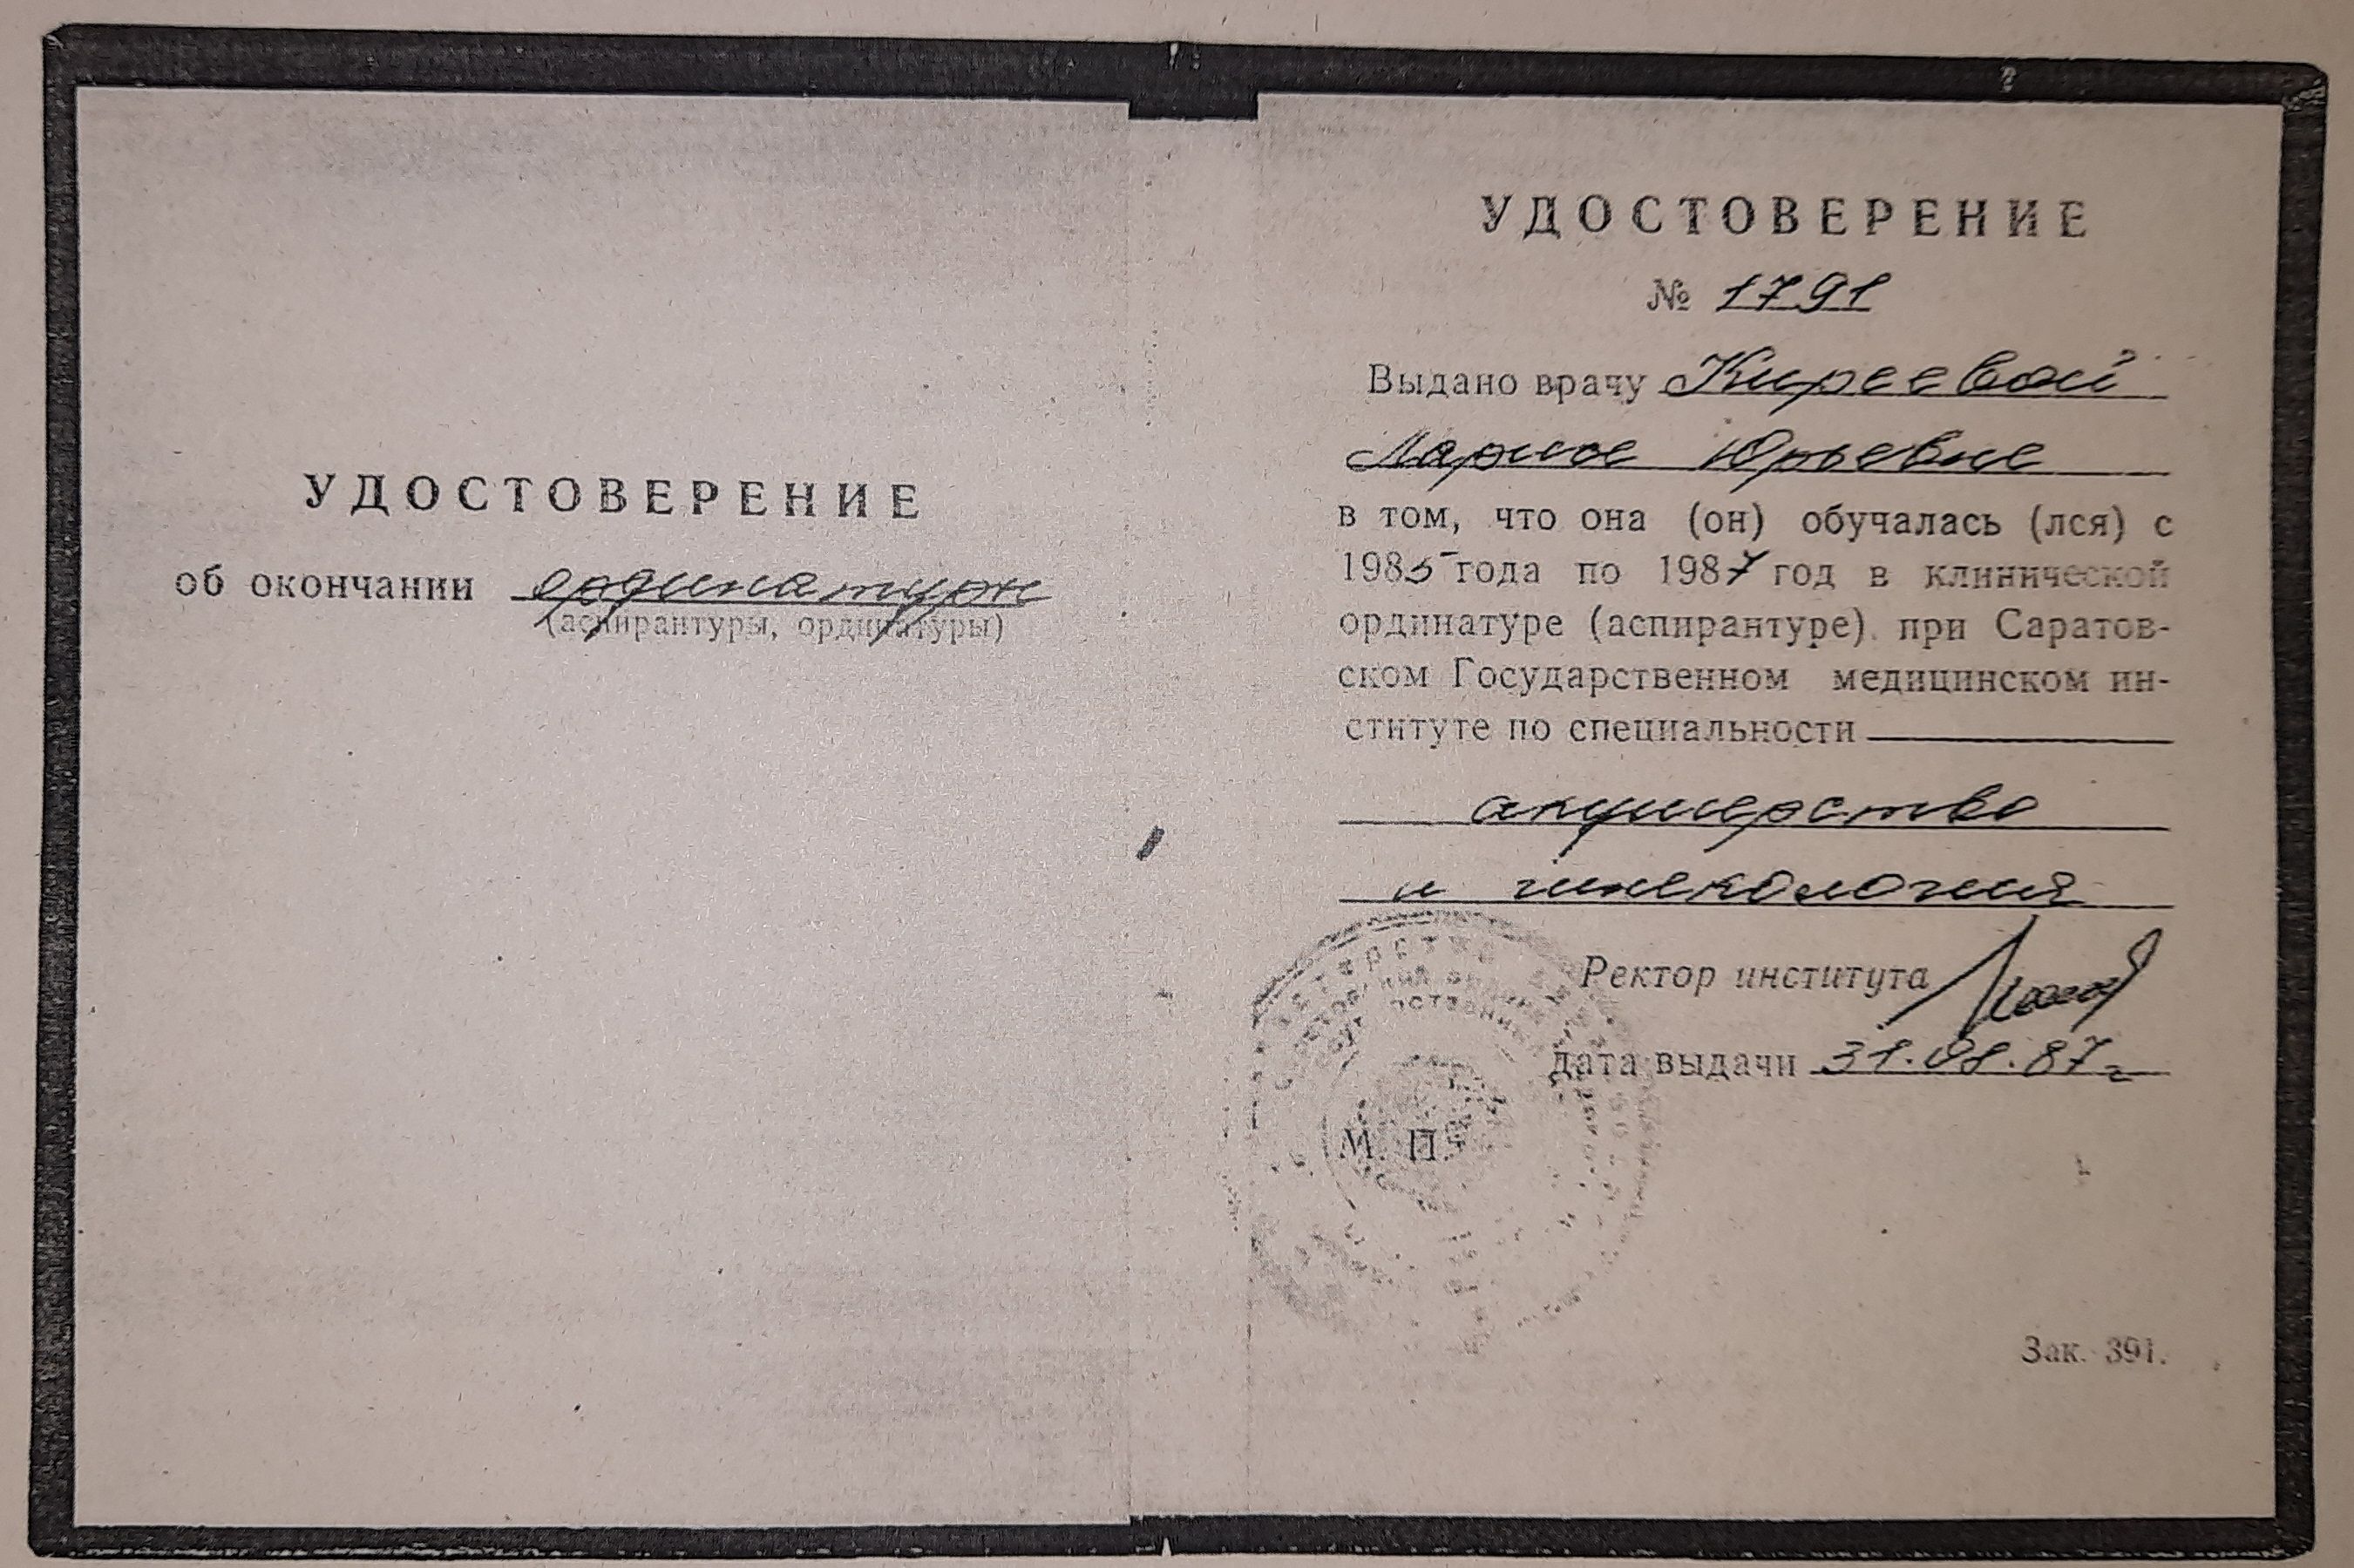 УДОСТОВЕРЕНИЕ
об окончании ординатуры
(аспирантуры, ординатуры)
УДОСТОВЕРЕНИЕ
№ 1791
Выдано врачу Киреевой
Ларисе Юрьевне
в том, что она (он) обучалась (лся) с
1985 года по 1987 год в клинической
ординатуре (аспирантуре) при Саратов-
ском Государственном медицинском ин-
ституте по специальности
акушерство
и гинекология
Ректор института
дата выдачи 31.08.87г
М. П.
Зак. 391.